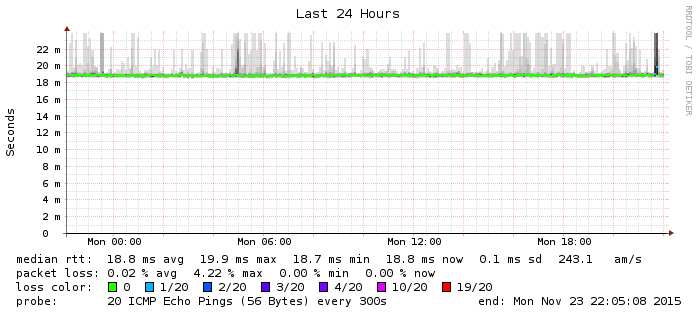 Last 24 Hours
RRDTOOL / TOBI OETIKER
Seconds
22 m
20 m
18 m
16 m
14 m
12 m
10 m
8 m
6 m
4 m
2 m
0
Mon 00:00 Mon 06:00 Mon 12:00 Mon 18:00
median rtt: 18.8 ms avg 19.9 ms max 18.7 ms min 18.8 ms now 0.1 ms sd 243.1 am/s
packet loss: 0.02 % avg 4.22 % max 0.00 % min 0.00 % now
loss color: 0 1/20 2/20 3/20 4/20 10/20 19/20
probe: 20 ICMP Echo Pings (56 Bytes) every 300s end: Mon Nov 23 22:05:08 2015